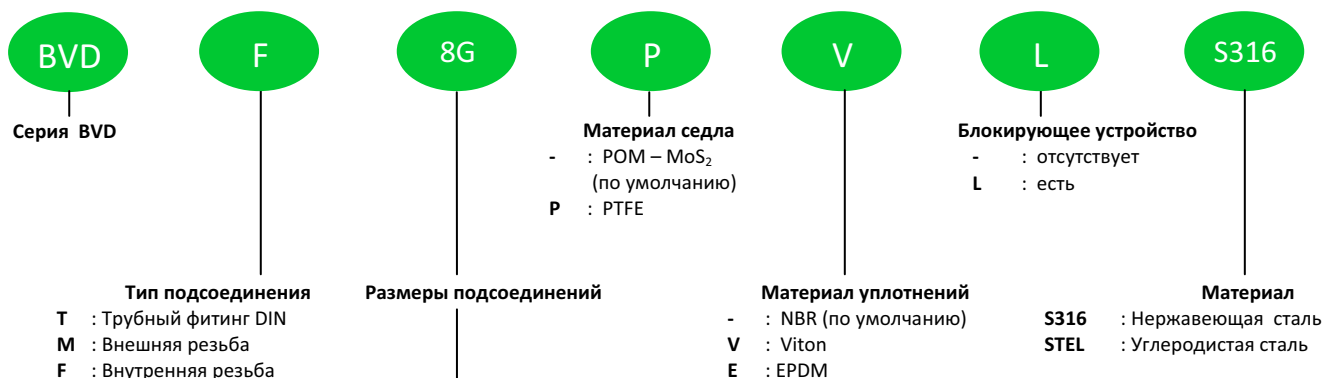 BVD F 8G P V L S316
Серия BVD
Материал седла
- : POM – MoS₂
(по умолчанию)
P : PTFE
Блокирующее устройство
- : отсутствует
L : есть
Тип подсоединения
T : Трубный фитинг DIN
M : Внешняя резьба
F : Внутренняя резьба
Размеры подсоединений
Материал уплотнений
- : NBR (по умолчанию)
V : Viton
E : EPDM
Материал
S316 : Нержавеющая сталь
STEL : Углеродистая сталь